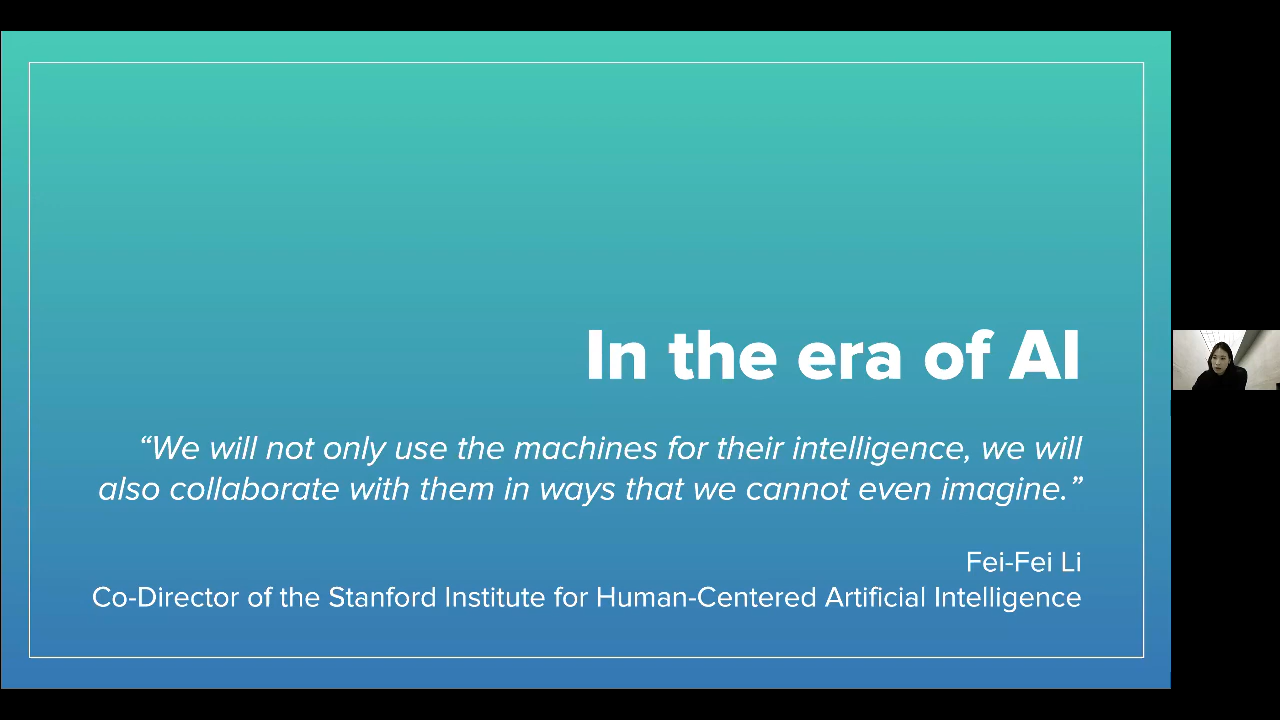 In the era of AI
“We will not only use the machines for their intelligence, we will
also collaborate with them in ways that we cannot even imagine.”
Fei-Fei Li
Co-Director of the Stanford Institute for Human-Centered Artificial Intelligence